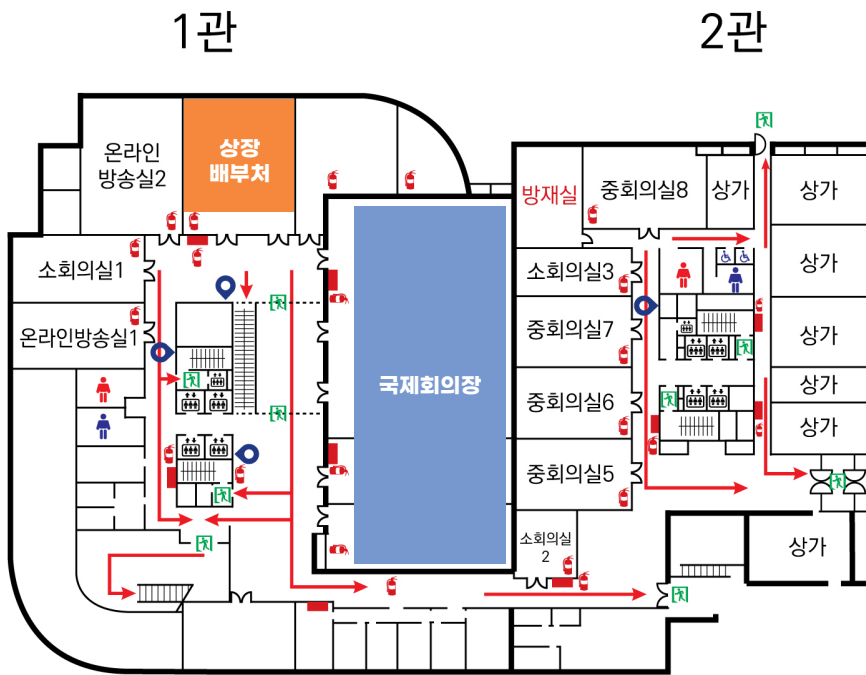 1관
2관
온라인
방송실2
상장
배부처
방재실
중회의실8
상가
상가
소회의실1
소회의실3
상가
온라인방송실1
중회의실7
상가
국제회의장
상가
중회의실6
상가
중회의실5
소회의실
2
상가